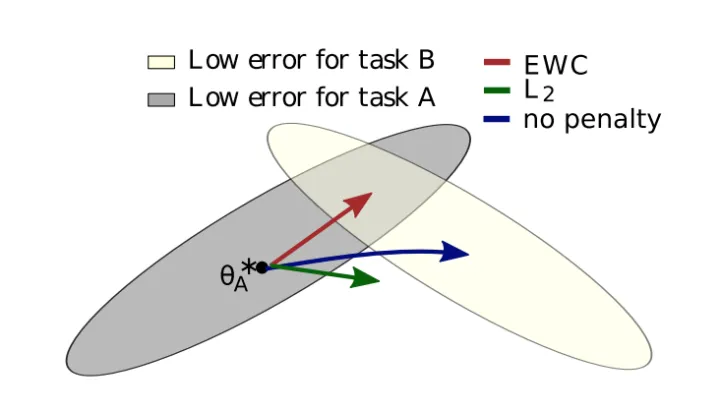 Low error for task B
Low error for task A
EWC
L2
no penalty
θA*